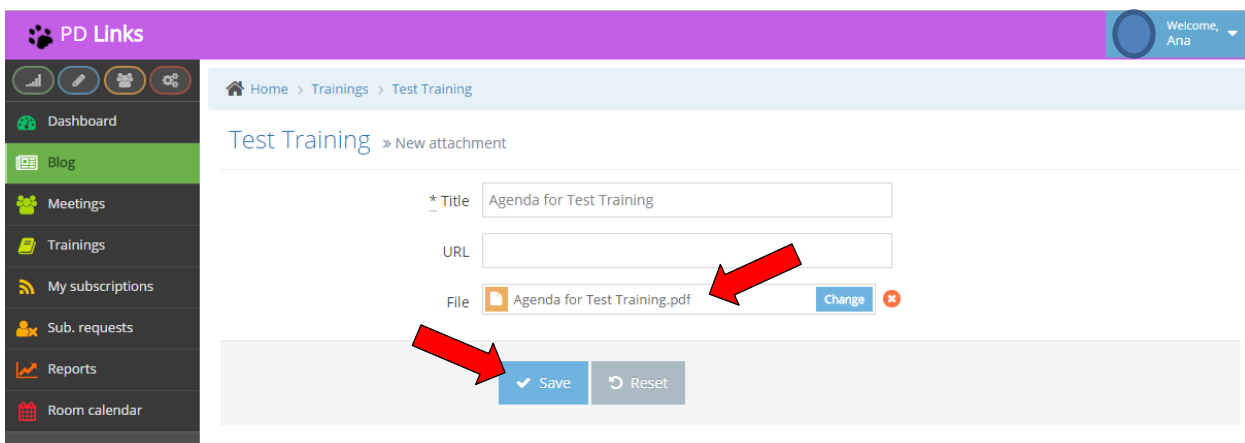 PD Links
Welcome,
Ana
Home > Trainings > Test Training
Dashboard
Blog
Meetings
Trainings
My subscriptions
Sub. requests
Reports
Room calendar
Test Training » New attachment
* Title Agenda for Test Training
URL
File Agenda for Test Training.pdf Change
Save Reset